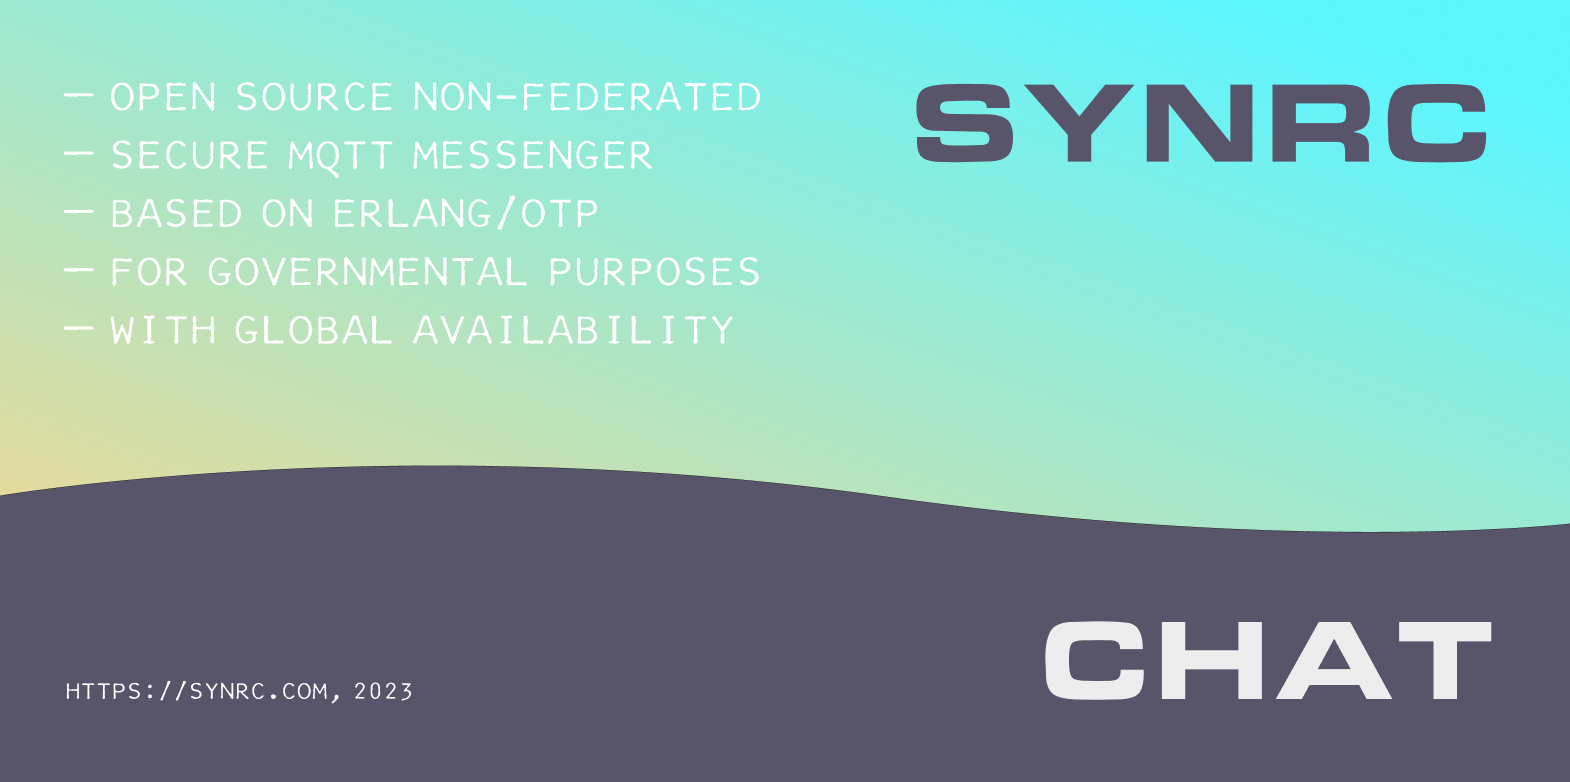 — OPEN SOURCE NON-FEDERATED
— SECURE MQTT MESSENGER
— BASED ON ERLANG/OTP
— FOR GOVERNMENTAL PURPOSES
— WITH GLOBAL AVAILABILITY
SYNRC
CHAT
HTTPS://SYNRC.COM, 2023